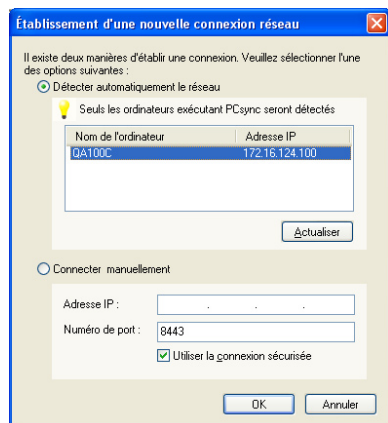 Établissement d'une nouvelle connexion réseau
Il existe deux manières d'établir une connexion. Veuillez sélectionner l'une
des options suivantes :
Détecter automatiquement le réseau
Seuls les ordinateurs exécutant PCsync seront détectés
Nom de l'ordinateur Adresse IP
QA100C 172.16.124.100
Actualiser
Connecter manuellement
Adresse IP : . . .
Numéro de port : 8443
Utiliser la connexion sécurisée
OK Annuler